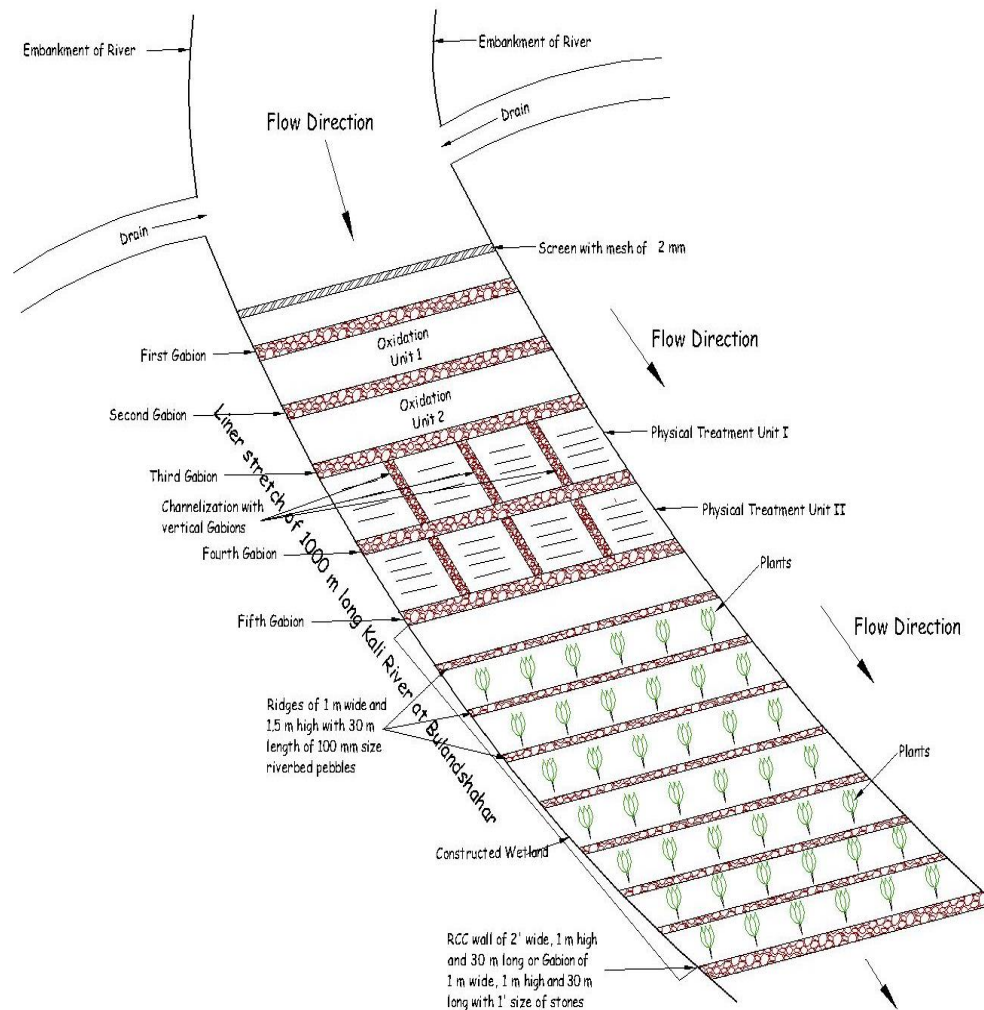 Embankment of River
Embankment of River
Drain
Flow Direction
Drain
Screen with mesh of 2 mm
Flow Direction
First Gabion
Oxidation
Unit 1
Second Gabion
Oxidation
Unit 2
Physical Treatment Unit I
Third Gabion
Channelization with
vertical Gabions
Physical Treatment Unit II
Fourth Gabion
Plants
Fifth Gabion
Flow Direction
Liner stretch of 1000 m long Kali River at Bulandshahar
Ridges of 1 m wide and
1.5 m high with 30 m
length of 100 mm size
riverbed pebbles
Plants
Constructed Wetland
RCC wall of 2' wide, 1 m high
and 30 m long or Gabion of
1 m wide, 1 m high and 30 m
long with 1' size of stones